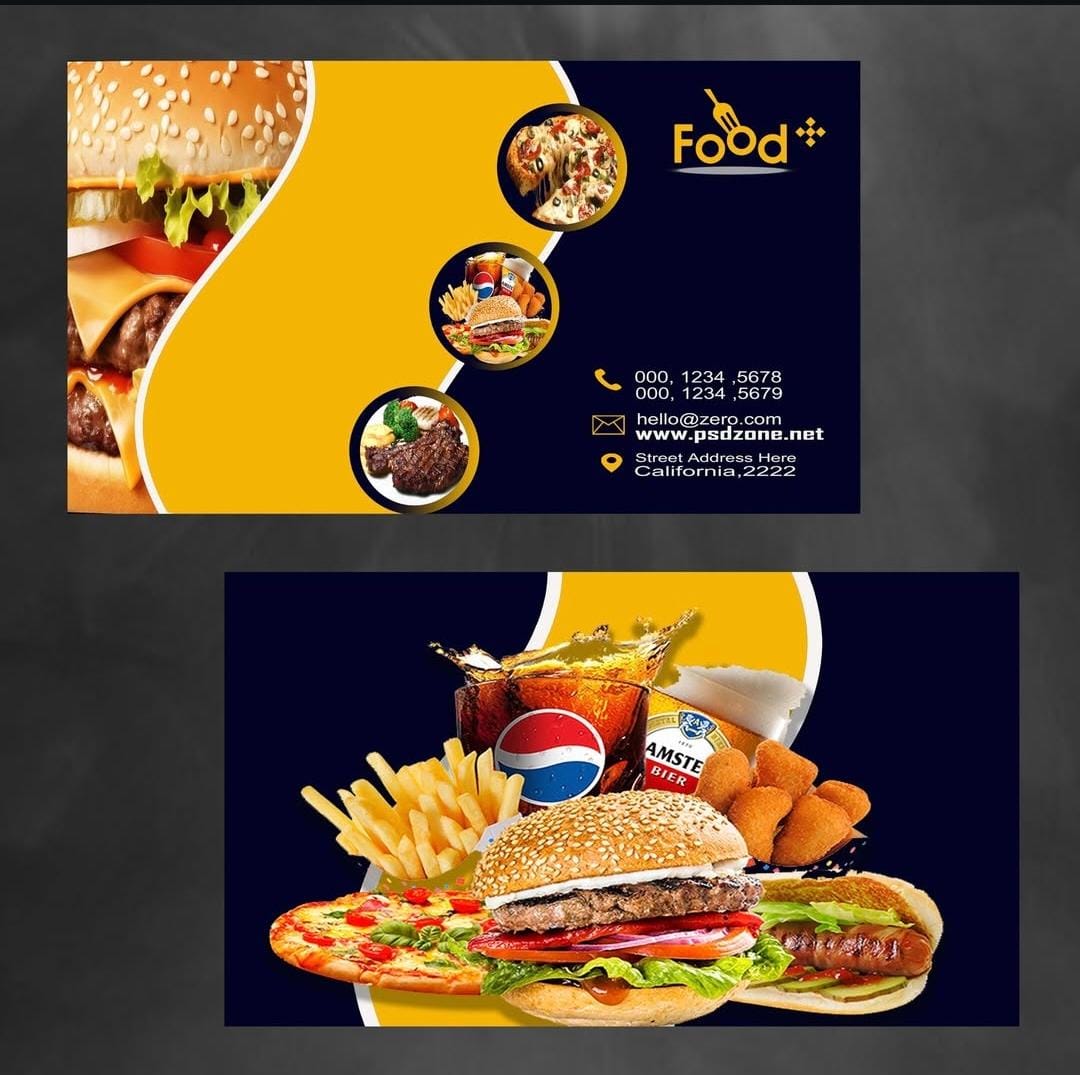 Food
000, 1234 ,5678
000, 1234 ,5679
hello@zero.com
www.psdzone.net
Street Address Here
California,2222
AMSTE
BIER